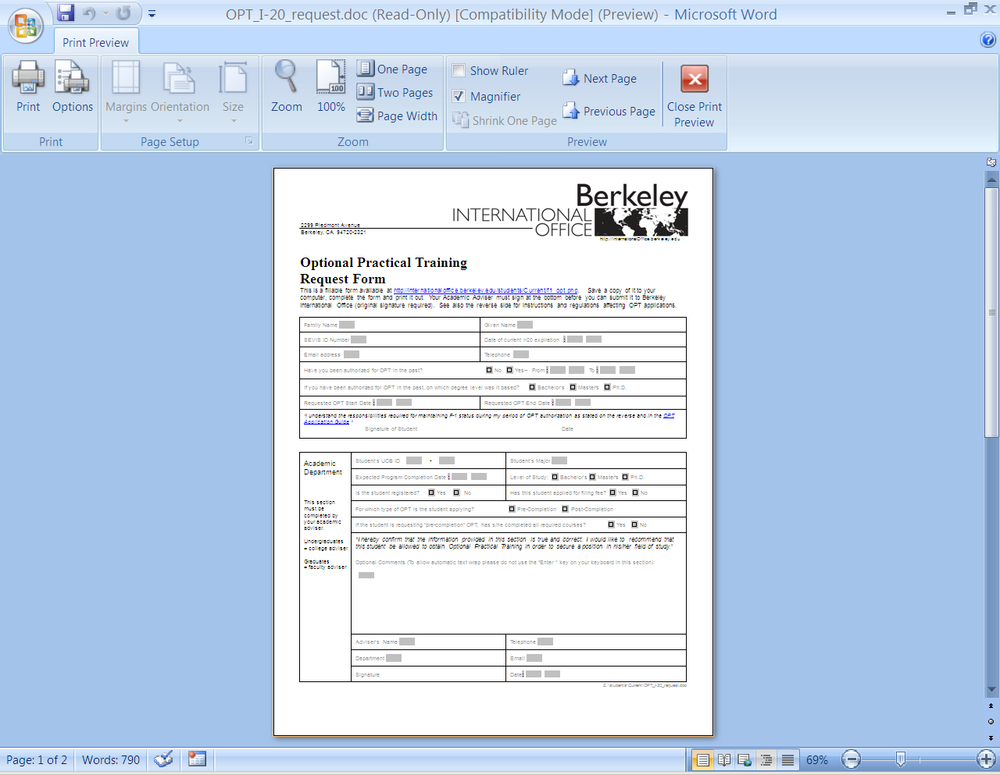 OPT_I-20_request.doc (Read-Only) [Compatibility Mode] (Preview) - Microsoft Word
Print Preview
Print
Options
Margins
Orientation
Size
Zoom
100%
100
One Page
Two Pages
Page Width
Show Ruler
Magnifier
Shrink One Page
Next Page
Previous Page
Close Print
Preview
Print
Page Setup
Zoom
Preview
Berkeley
INTERNATIONAL
OFFICE
2299 Piedmont Avenue
Berkeley, CA 94720-2321
http://internationaloffice.berkeley.edu
Optional Practical Training
Request Form
This is a fillable form available at http://internationaloffice.berkeley.edu/students/Current/f1_opt.php. Save a copy of it to your
computer, complete the form and print it out. Your Academic Adviser must sign at the bottom before you can submit it to Berkeley
International Office (original signature required). See also the reverse side for instructions and regulations affecting OPT applications.
Family Name
Given Name
SEVIS ID Number
Date of current I-20 expiration :
Email address
Telephone
Have you been authorized for OPT in the past?
No Yes-- From : To :
If you have been authorized for OPT in the past, on which degree level was it based? Bachelor's Master's Ph.D.
Requested OPT Start Date :
Requested OPT End Date :
"I understand the responsibilities required for maintaining F-1 status during my period of OPT authorization as stated on the reverse and in the OPT
Application Guide."
Signature of Student
Date
Academic
Department
This section
must be
completed by
your academic
adviser.
Undergraduates
= college adviser
Graduates
= faculty adviser
Student's UCB ID -
Student's Major
Expected Program Completion Date :
Level of Study: Bachelor's Master's Ph.D.
Is the student registered? Yes No
Has this student applied for filing fee? Yes No
For which type of OPT is the student applying?
Pre-Completion Post-Completion
If the student is requesting "pre-completion" OPT, has s/he completed all required courses? Yes No
"I hereby confirm that the information provided in this section is true and correct. I would like to recommend that
this student be allowed to obtain Optional Practical Training in order to secure a position in his/her field of study."
Optional Comments (To allow automatic text wrap please do not use the "Enter " key on your keyboard in this section):
Adviser's Name
Telephone
Department
Email
Signature
Date:
Z:\students\Current\OPT_I-20_request.doc
Page: 1 of 2
Words: 790
69%